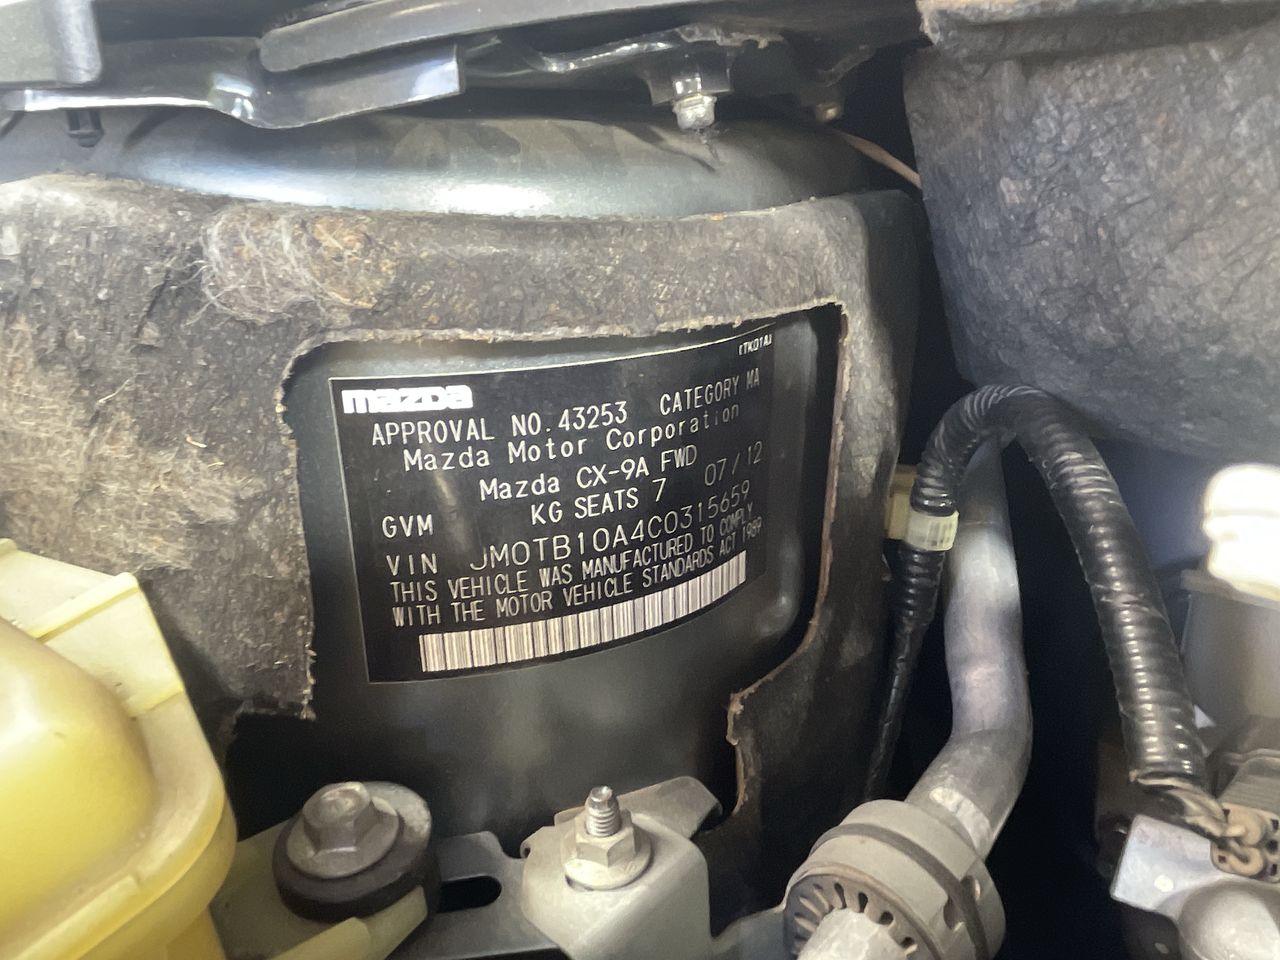 (TK01A)
mazda
APPROVAL NO. 43253 CATEGORY MA
Mazda Motor Corporation
Mazda CX-9A FWD
GVM KG SEATS 7 07/12
VIN JM0TB10A4C0315659
THIS VEHICLE WAS MANUFACTURED TO COMPLY
WITH THE MOTOR VEHICLE STANDARDS ACT 1989